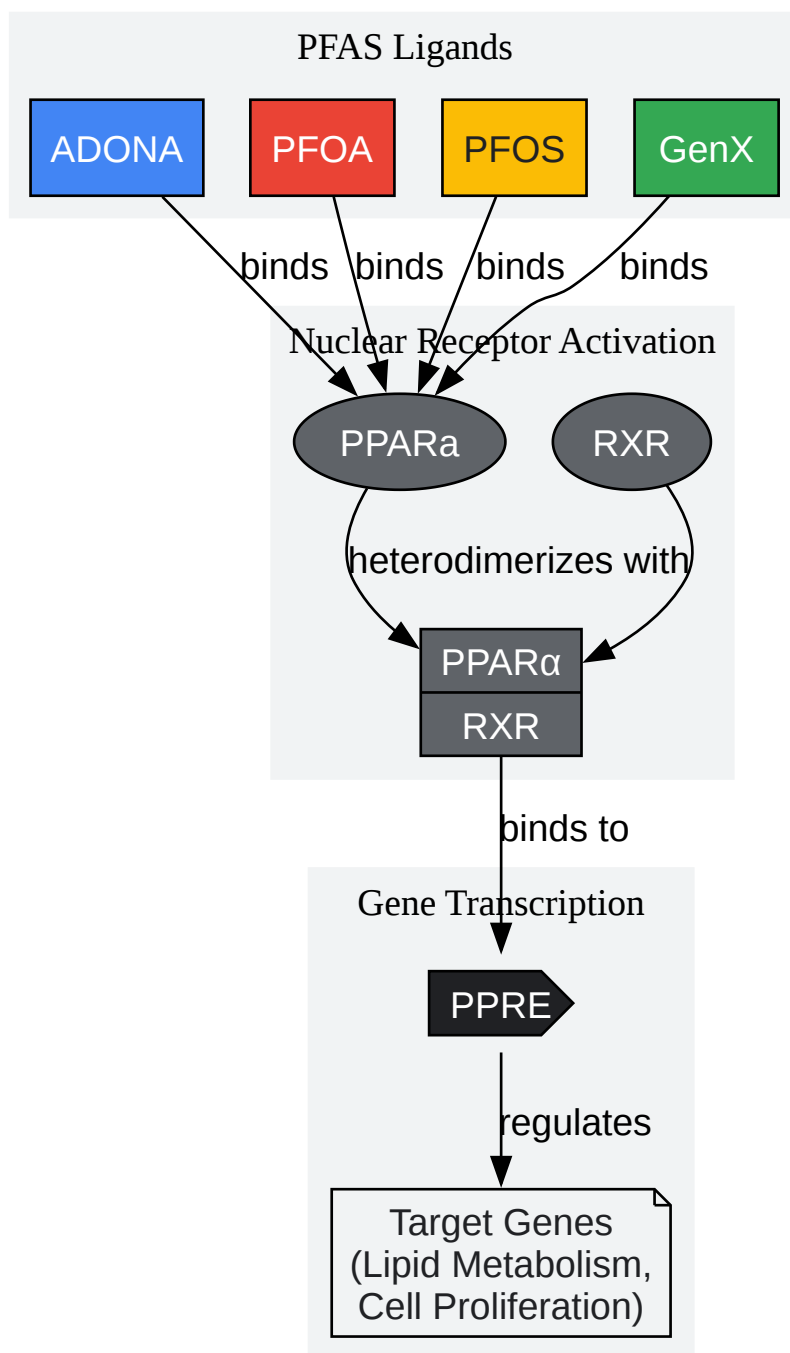 PFAS Ligands
ADONA
PFOA
PFOS
GenX
binds
binds
binds
binds
Nuclear Receptor Activation
PPARa
RXR
heterodimerizes with
PPARα
RXR
binds to
Gene Transcription
PPRE
regulates
Target Genes
(Lipid Metabolism,
Cell Proliferation)